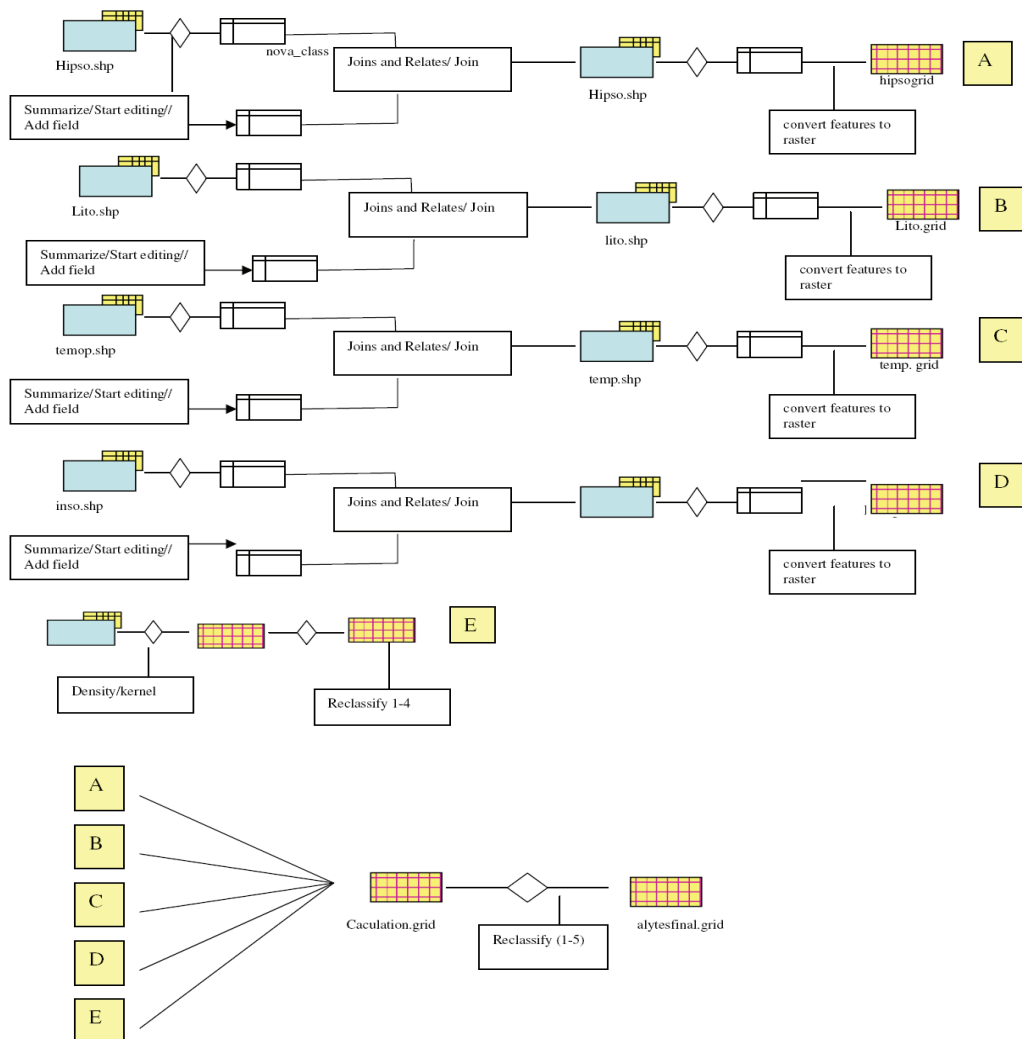 Hipso.shp
nova_class
Joins and Relates/ Join
Hipso.shp
hipsogrid
A
Summarize/Start editing//
Add field
convert features to
raster
Lito.shp
Joins and Relates/ Join
lito.shp
Lito.grid
B
Summarize/Start editing//
Add field
convert features to
raster
temop.shp
Joins and Relates/ Join
temp.shp
temp. grid
C
Summarize/Start editing//
Add field
convert features to
raster
inso.shp
Joins and Relates/ Join
D
Summarize/Start editing//
Add field
convert features to
raster
E
Density/kernel
Reclassify 1-4
A
B
C
D
E
Caculation.grid
Reclassify (1-5)
alytesfinal.grid